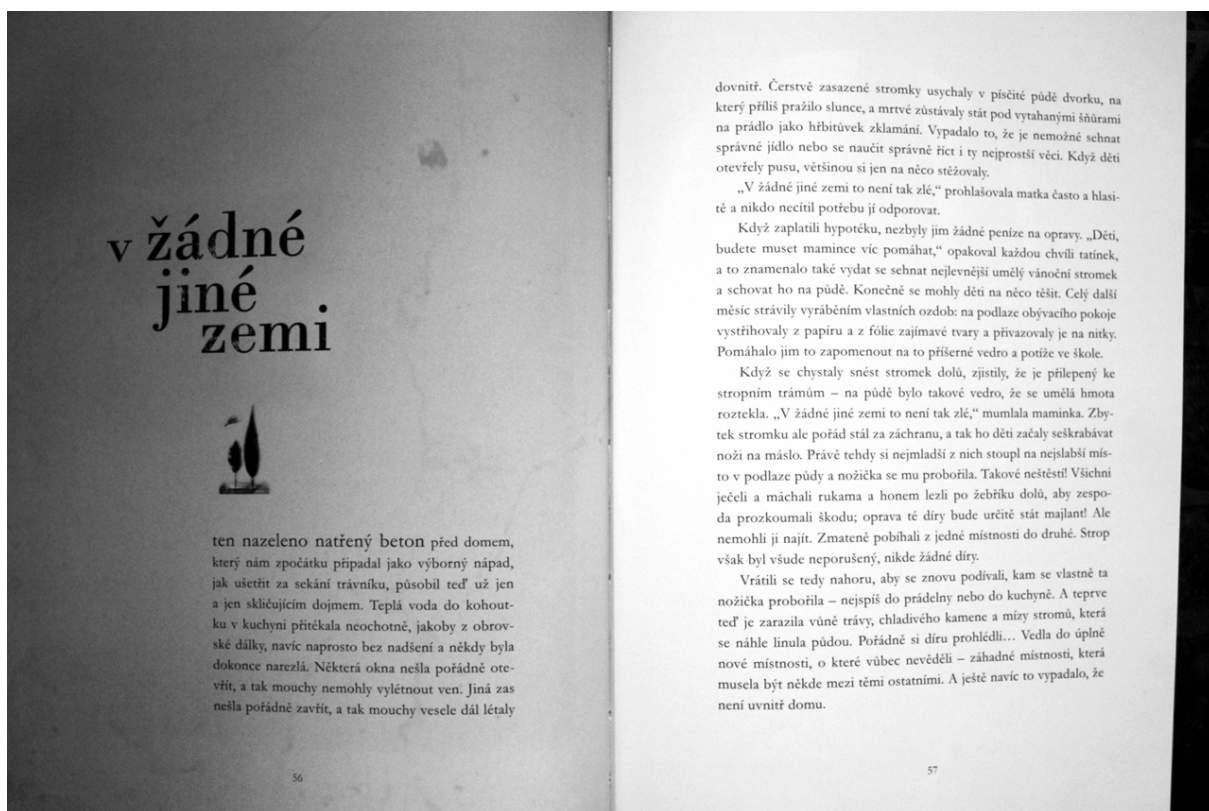 v žádné
jiné
zemi
ten nazeleno natřený beton před domem,
který nám zpočátku připadal jako výborný nápad,
jak ušetřit za sekání trávníku, působil teď už jen
a jen skličujícím dojmem. Teplá voda do kohout-
ku v kuchyni přitékala neochotně, jakoby z obrov-
ské dálky, navíc naprosto bez nadšení a někdy byla
dokonce narezlá. Některá okna nešla pořádně ote-
vřít, a tak mouchy nemohly vylétnout ven. Jiná zas
nešla pořádně zavřít, a tak mouchy vesele dál létaly
56
dovnitř. Čerstvě zasazené stromky usychaly v písčité půdě dvorku, na
který příliš pražilo slunce, a mrtvé zůstávaly stát pod vytahanými šňůrami
na prádlo jako hřbitůvek zklamání. Vypadalo to, že je nemožné sehnat
správné jídlo nebo se naučit správně říct i ty nejprostší věci. Když děti
otevřely pusu, většinou si jen na něco stěžovaly.
„V žádné jiné zemi to není tak zlé,“ prohlašovala matka často a hlasi-
tě a nikdo necítil potřebu jí odporovat.
Když zaplatili hypotéku, nezbyly jim žádné peníze na opravy. „Děti,
budete muset mamince víc pomáhat,“ opakoval každou chvíli tatínek,
a to znamenalo také vydat se sehnat nejlevnější umělý vánoční stromek
a schovat ho na půdě. Konečně se mohly děti na něco těšit. Celý další
měsíc strávily vyráběním vlastních ozdob: na podlaze obývacího pokoje
vystřihovaly z papíru a z fólie zajímavé tvary a přivazovaly je na nitky.
Pomáhalo jim to zapomenout na to příšerné vedro a potíže ve škole.
Když se chystaly snést stromek dolů, zjistily, že je přilepený ke
stropním trámům – na půdě bylo takové vedro, že se umělá hmota
roztekla. „V žádné jiné zemi to není tak zlé,“ mumlala maminka. Zby-
tek stromku ale pořád stál za záchranu, a tak ho děti začaly seškrabávat
noži na máslo. Právě tehdy si nejmladší z nich stoupl na nejslabší mís-
to v podlaze půdy a nožička se mu probořila. Takové neštěstí! Všichni
ječeli a máchali rukama a honem lezli po žebříku dolů, aby zespo-
da prozkoumali škodu; oprava té díry bude určitě stát majlant! Ale
nemohli ji najít. Zmateně pobíhali z jedné místnosti do druhé. Strop
však byl všude neporušený, nikde žádné díry.
Vrátili se tedy nahoru, aby se znovu podívali, kam se vlastně ta
nožička probořila – nejspíš do prádelny nebo do kuchyně. A teprve
teď je zarazila vůně trávy, chladivého kamene a mízy stromů, která
se náhle linula půdou. Pořádně si díru prohlédli… Vedla do úplně
nové místnosti, o které vůbec nevěděli – záhadné místnosti, která
musela být někde mezi těmi ostatními. A ještě navíc to vypadalo, že
není uvnitř domu.
57